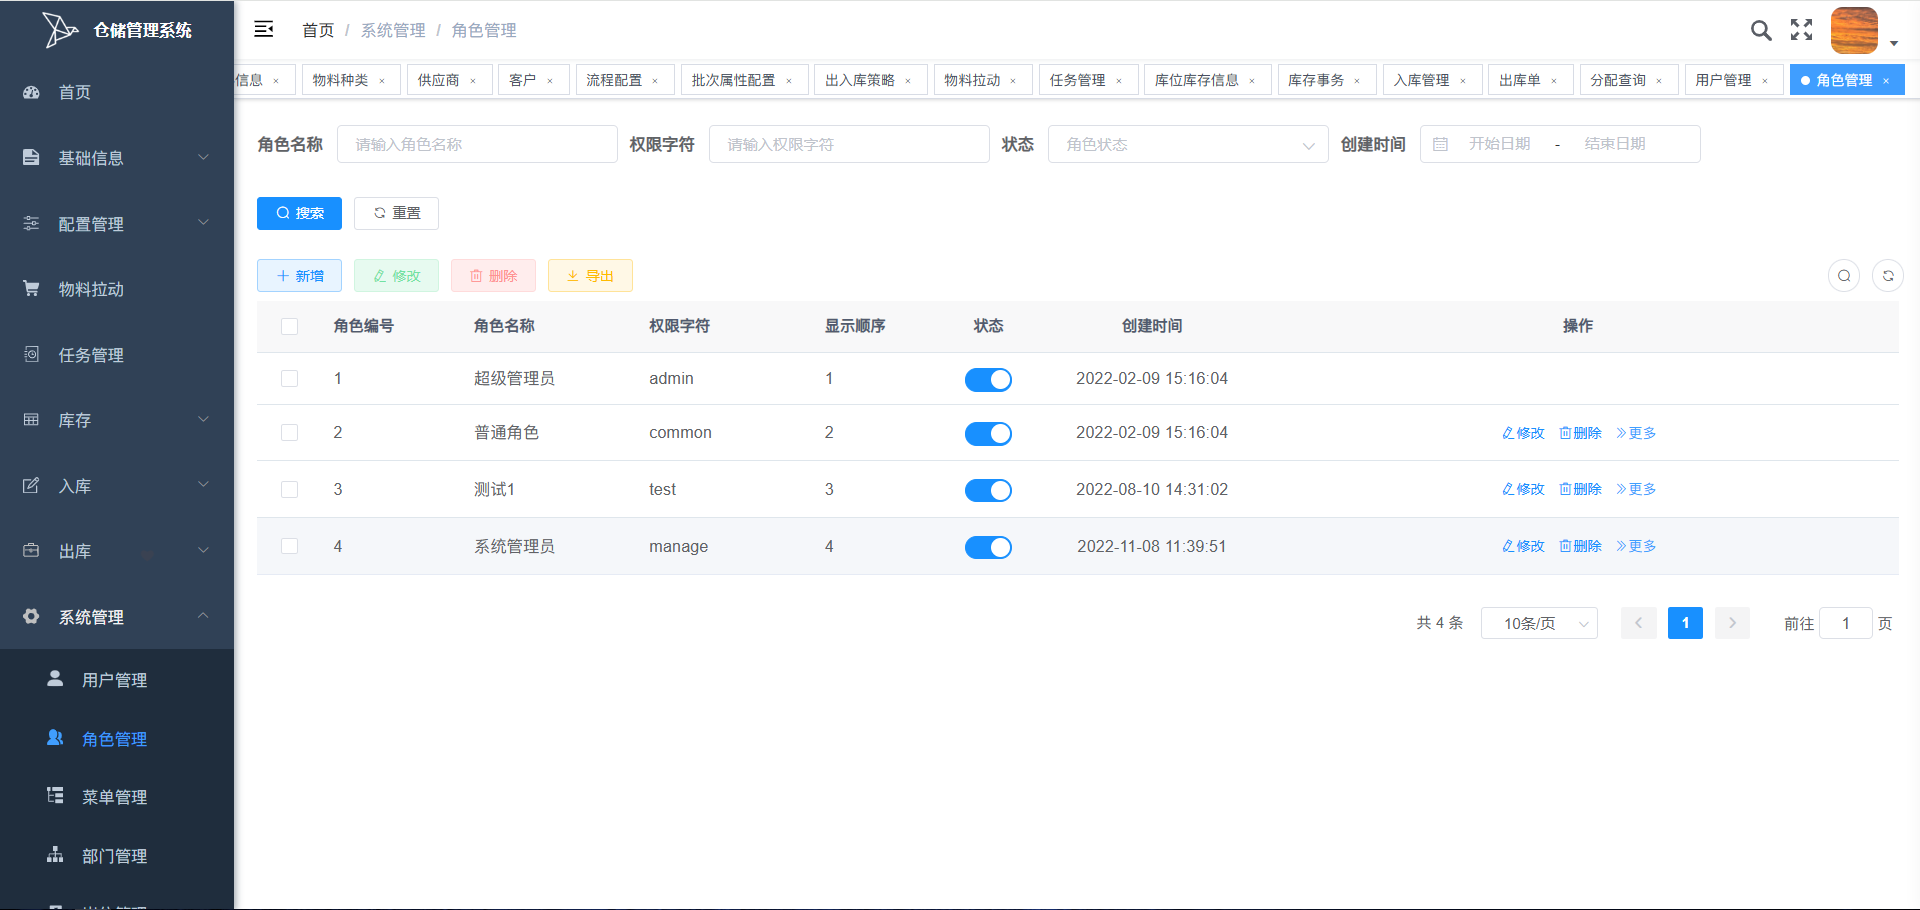 仓储管理系统
首页
基础信息
配置管理
物料拉动
任务管理
库存
入库
出库
系统管理
用户管理
角色管理
菜单管理
部门管理
首页 / 系统管理 / 角色管理
信息 × 物料种类 × 供应商 × 客户 × 流程配置 × 批次属性配置 × 出入库策略 × 物料拉动 × 任务管理 × 库位库存信息 × 库存事务 × 入库管理 × 出库单 × 分配查询 × 用户管理 × 角色管理 ×
角色名称 请输入角色名称 权限字符 请输入权限字符 状态 角色状态 创建时间 开始日期 - 结束日期
搜索 重置
新增 修改 删除 导出
角色编号 角色名称 权限字符 显示顺序 状态 创建时间 操作
1 超级管理员 admin 1 2022-02-09 15:16:04
2 普通角色 common 2 2022-02-09 15:16:04 修改 删除 更多
3 测试1 test 3 2022-08-10 14:31:02 修改 删除 更多
4 系统管理员 manage 4 2022-11-08 11:39:51 修改 删除 更多
共 4 条 10条/页 1 前往 1 页